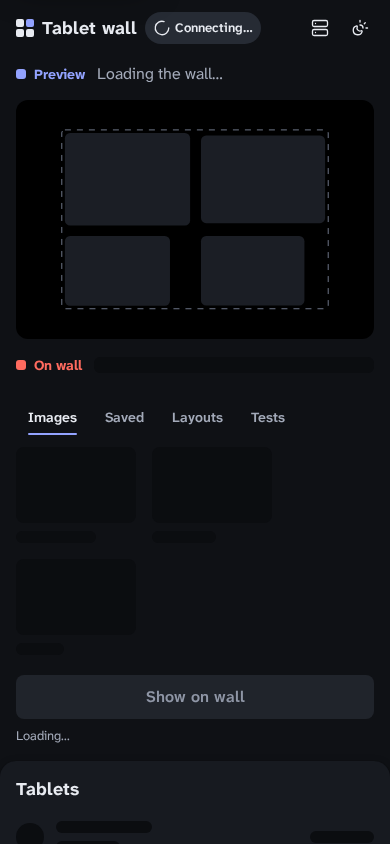 Tablet wall
Connecting...
Preview Loading the wall...
On wall
Images Saved Layouts Tests
Show on wall
Loading...
Tablets